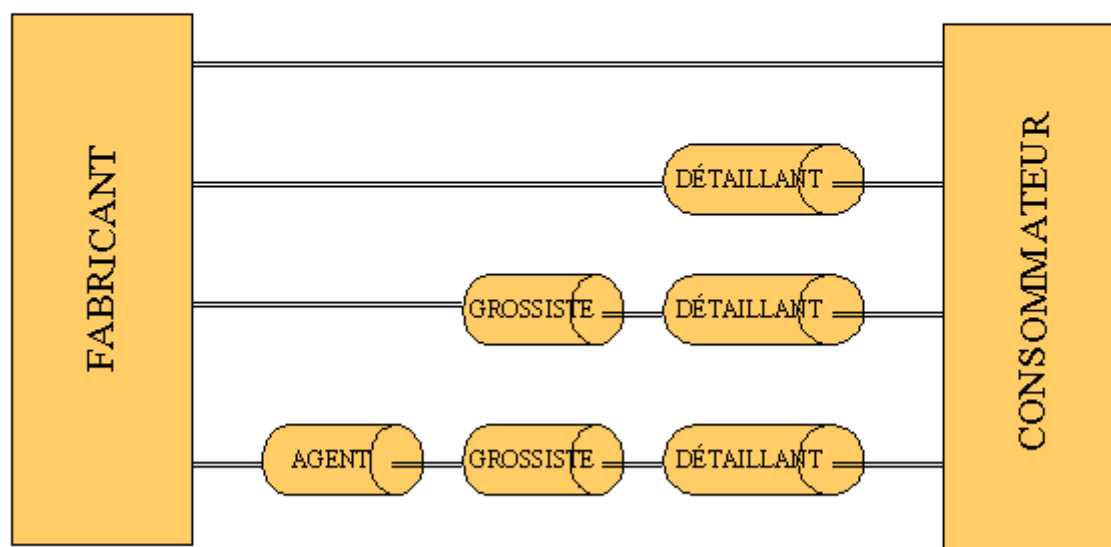 FABRICANT
DÉTAILLANT
GROSSISTE DÉTAILLANT
AGENT GROSSISTE DÉTAILLANT
CONSOMMATEUR